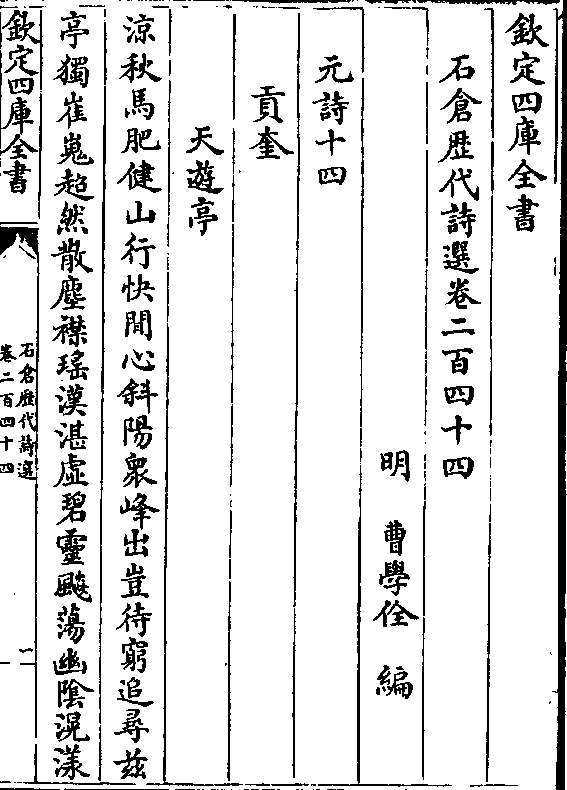 欽定四庫全書
石倉歴代詩選卷二百四十四
明　曹學佺　編
元詩十四
貢奎
天遊亭
涼秋馬肥健山行快閒心斜陽衆峰出豈待窮追尋兹
亭獨崔嵬超然散塵襟瑶漢湛虚碧靈飈蕩幽陰滉漾
欽定四庫全書
石倉歴代詩選
卷二百四十四
一